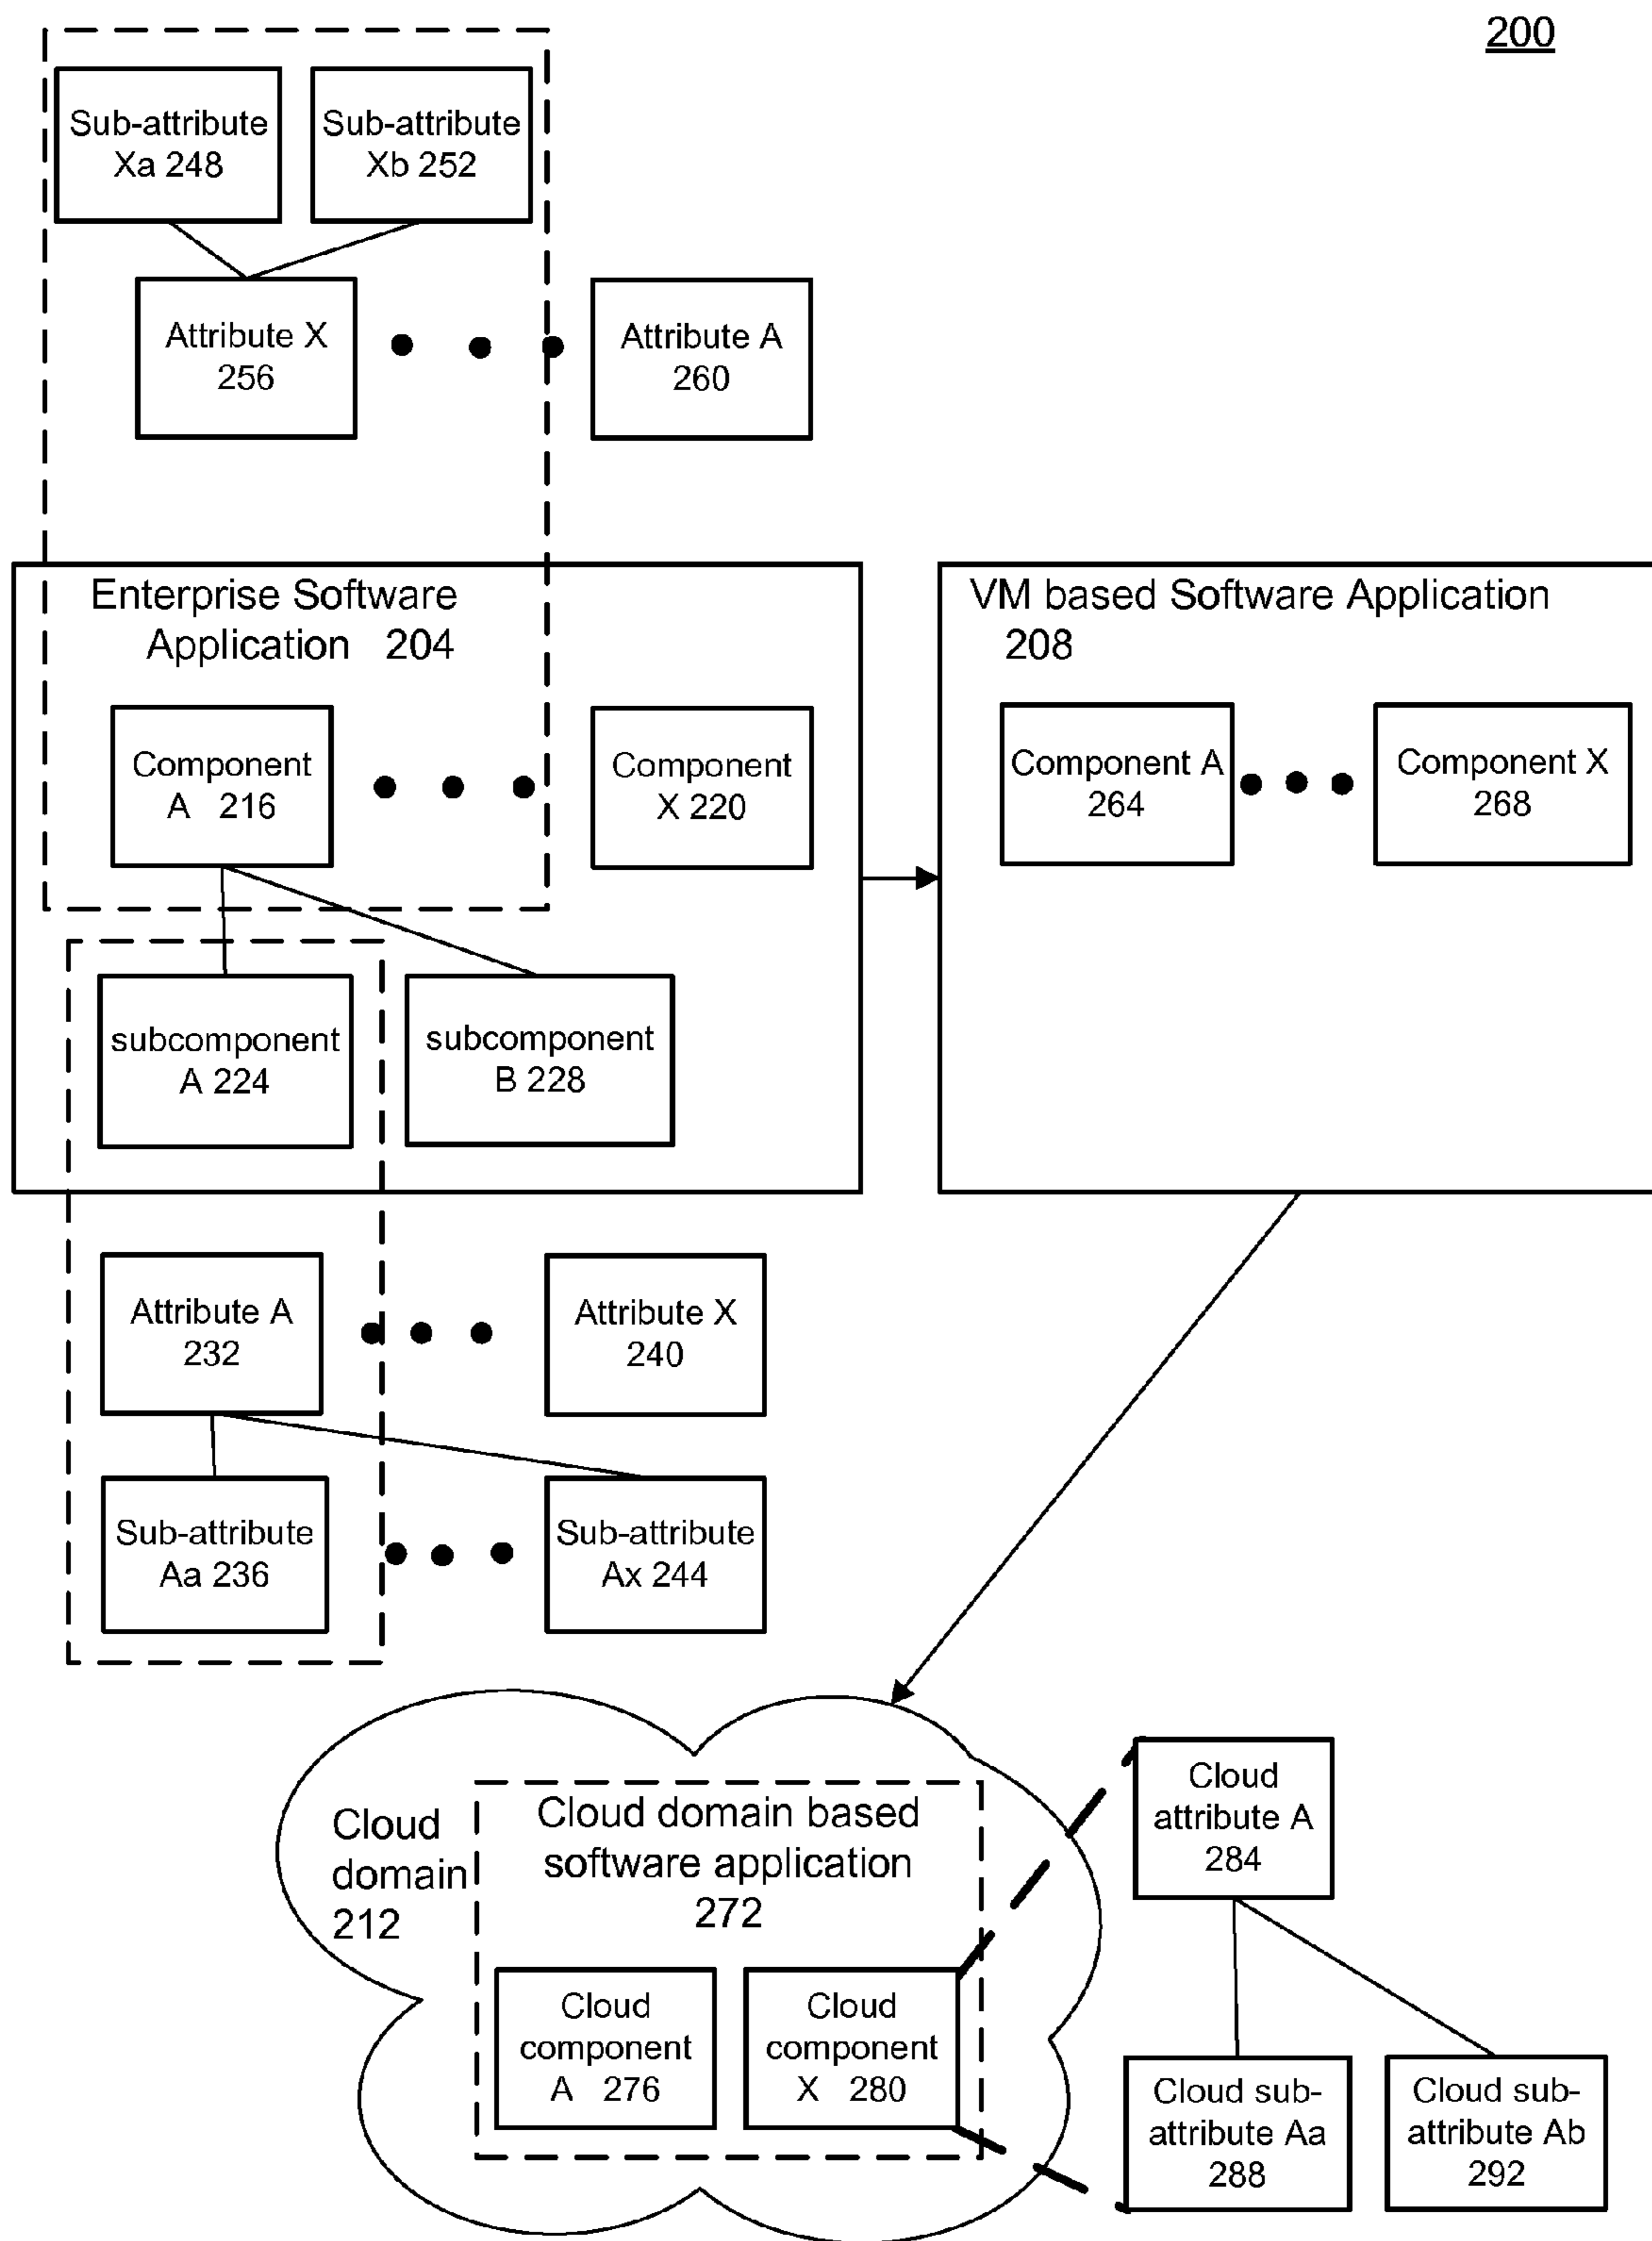 200
Sub-attribute
Xa 248
Sub-attribute
Xb 252
Attribute X
256
Attribute A
260
Enterprise Software
Application 204
VM based Software Application
208
Component
A 216
Component
X 220
Component A
264
Component X
268
subcomponent
A 224
subcomponent
B 228
Attribute A
232
Attribute X
240
Sub-attribute
Aa 236
Sub-attribute
Ax 244
Cloud
domain
212
Cloud domain based
software application
272
Cloud
component
A 276
Cloud
component
X 280
Cloud
attribute A
284
Cloud sub-
attribute Aa
288
Cloud sub-
attribute Ab
292